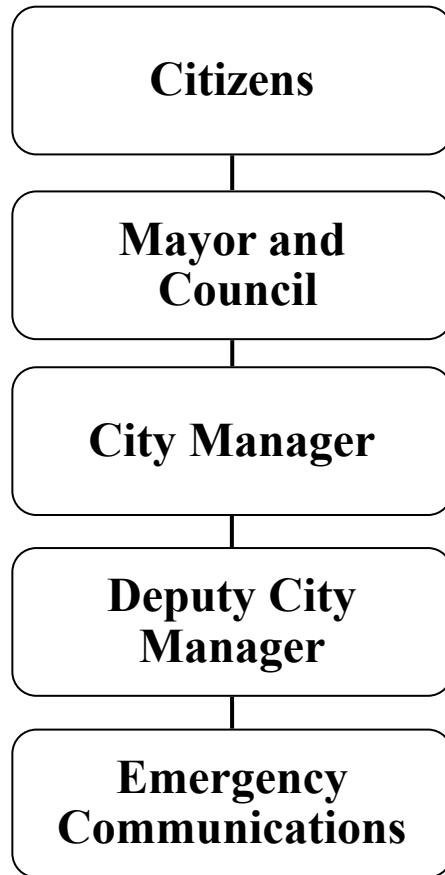 Citizens
Mayor and
Council
City Manager
Deputy City
Manager
Emergency
Communications